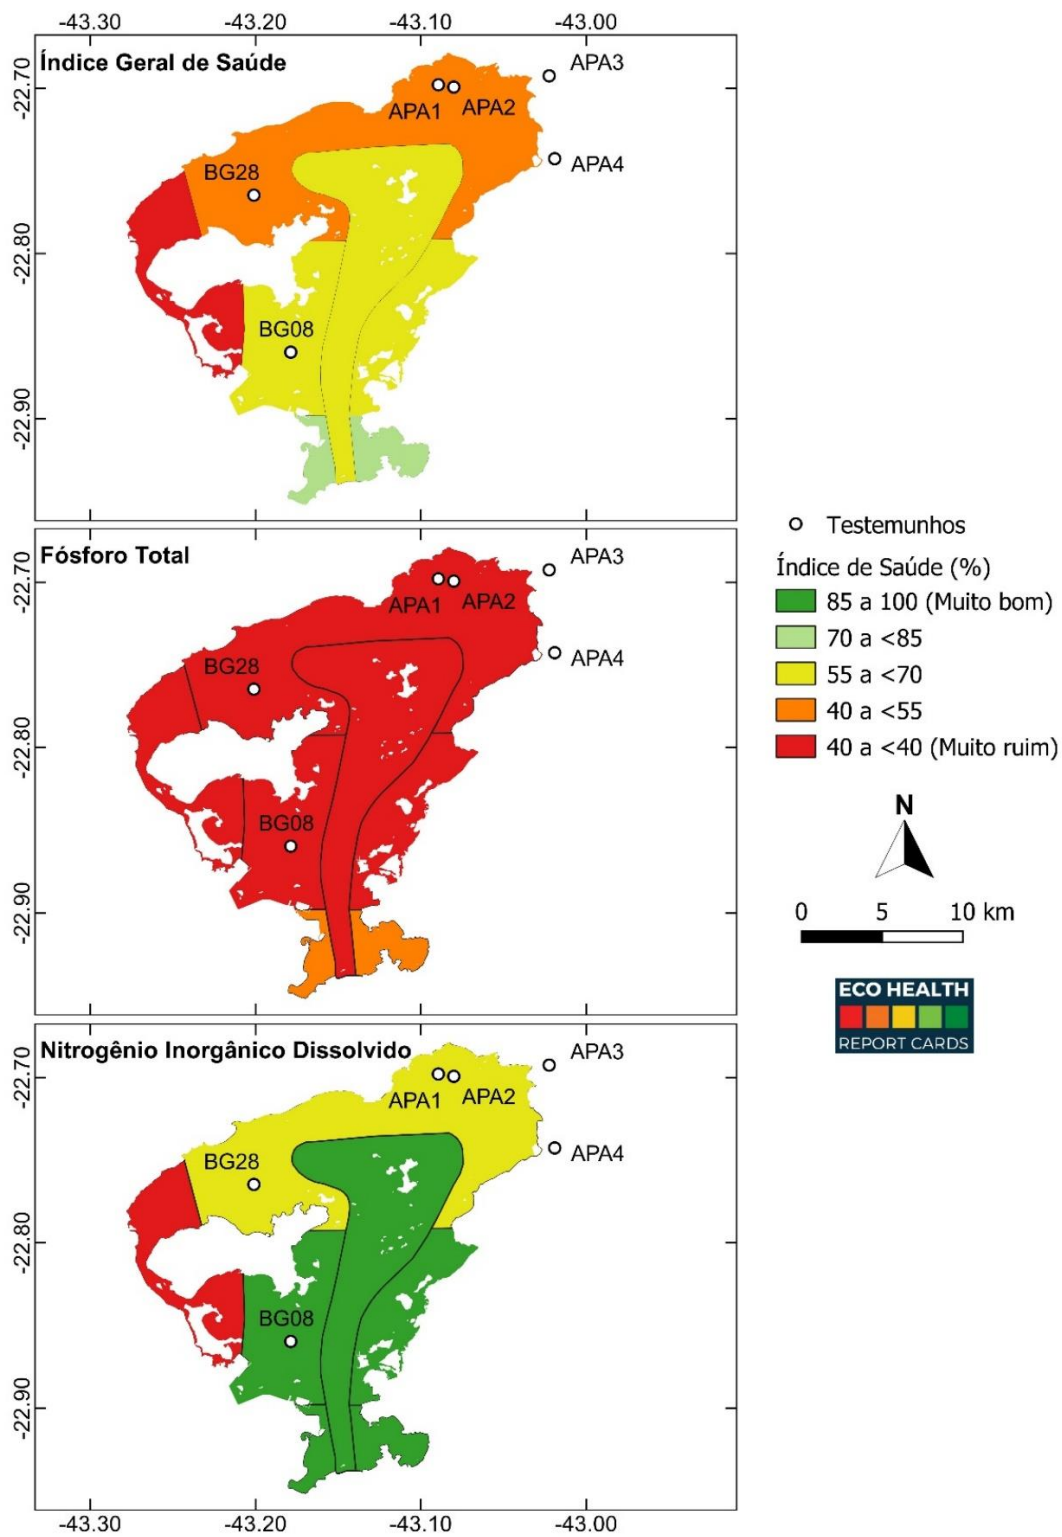 -43.30 -43.20 -43.10 -43.00
Índice Geral de Saúde
-22.70
-22.80
-22.90
APA3
APA1
APA2
APA4
BG28
BG08
Fósforo Total
-22.70
-22.80
-22.90
APA3
APA1
APA2
APA4
BG28
BG08
Nitrogênio Inorgânico Dissolvido
-22.70
-22.80
-22.90
APA3
APA1
APA2
APA4
BG28
BG08
-43.30 -43.20 -43.10 -43.00
Testemunhos
Índice de Saúde (%)
85 a 100 (Muito bom)
70 a <85
55 a <70
40 a <55
40 a <40 (Muito ruim)
N
0 5 10 km
ECO HEALTH
REPORT CARDS